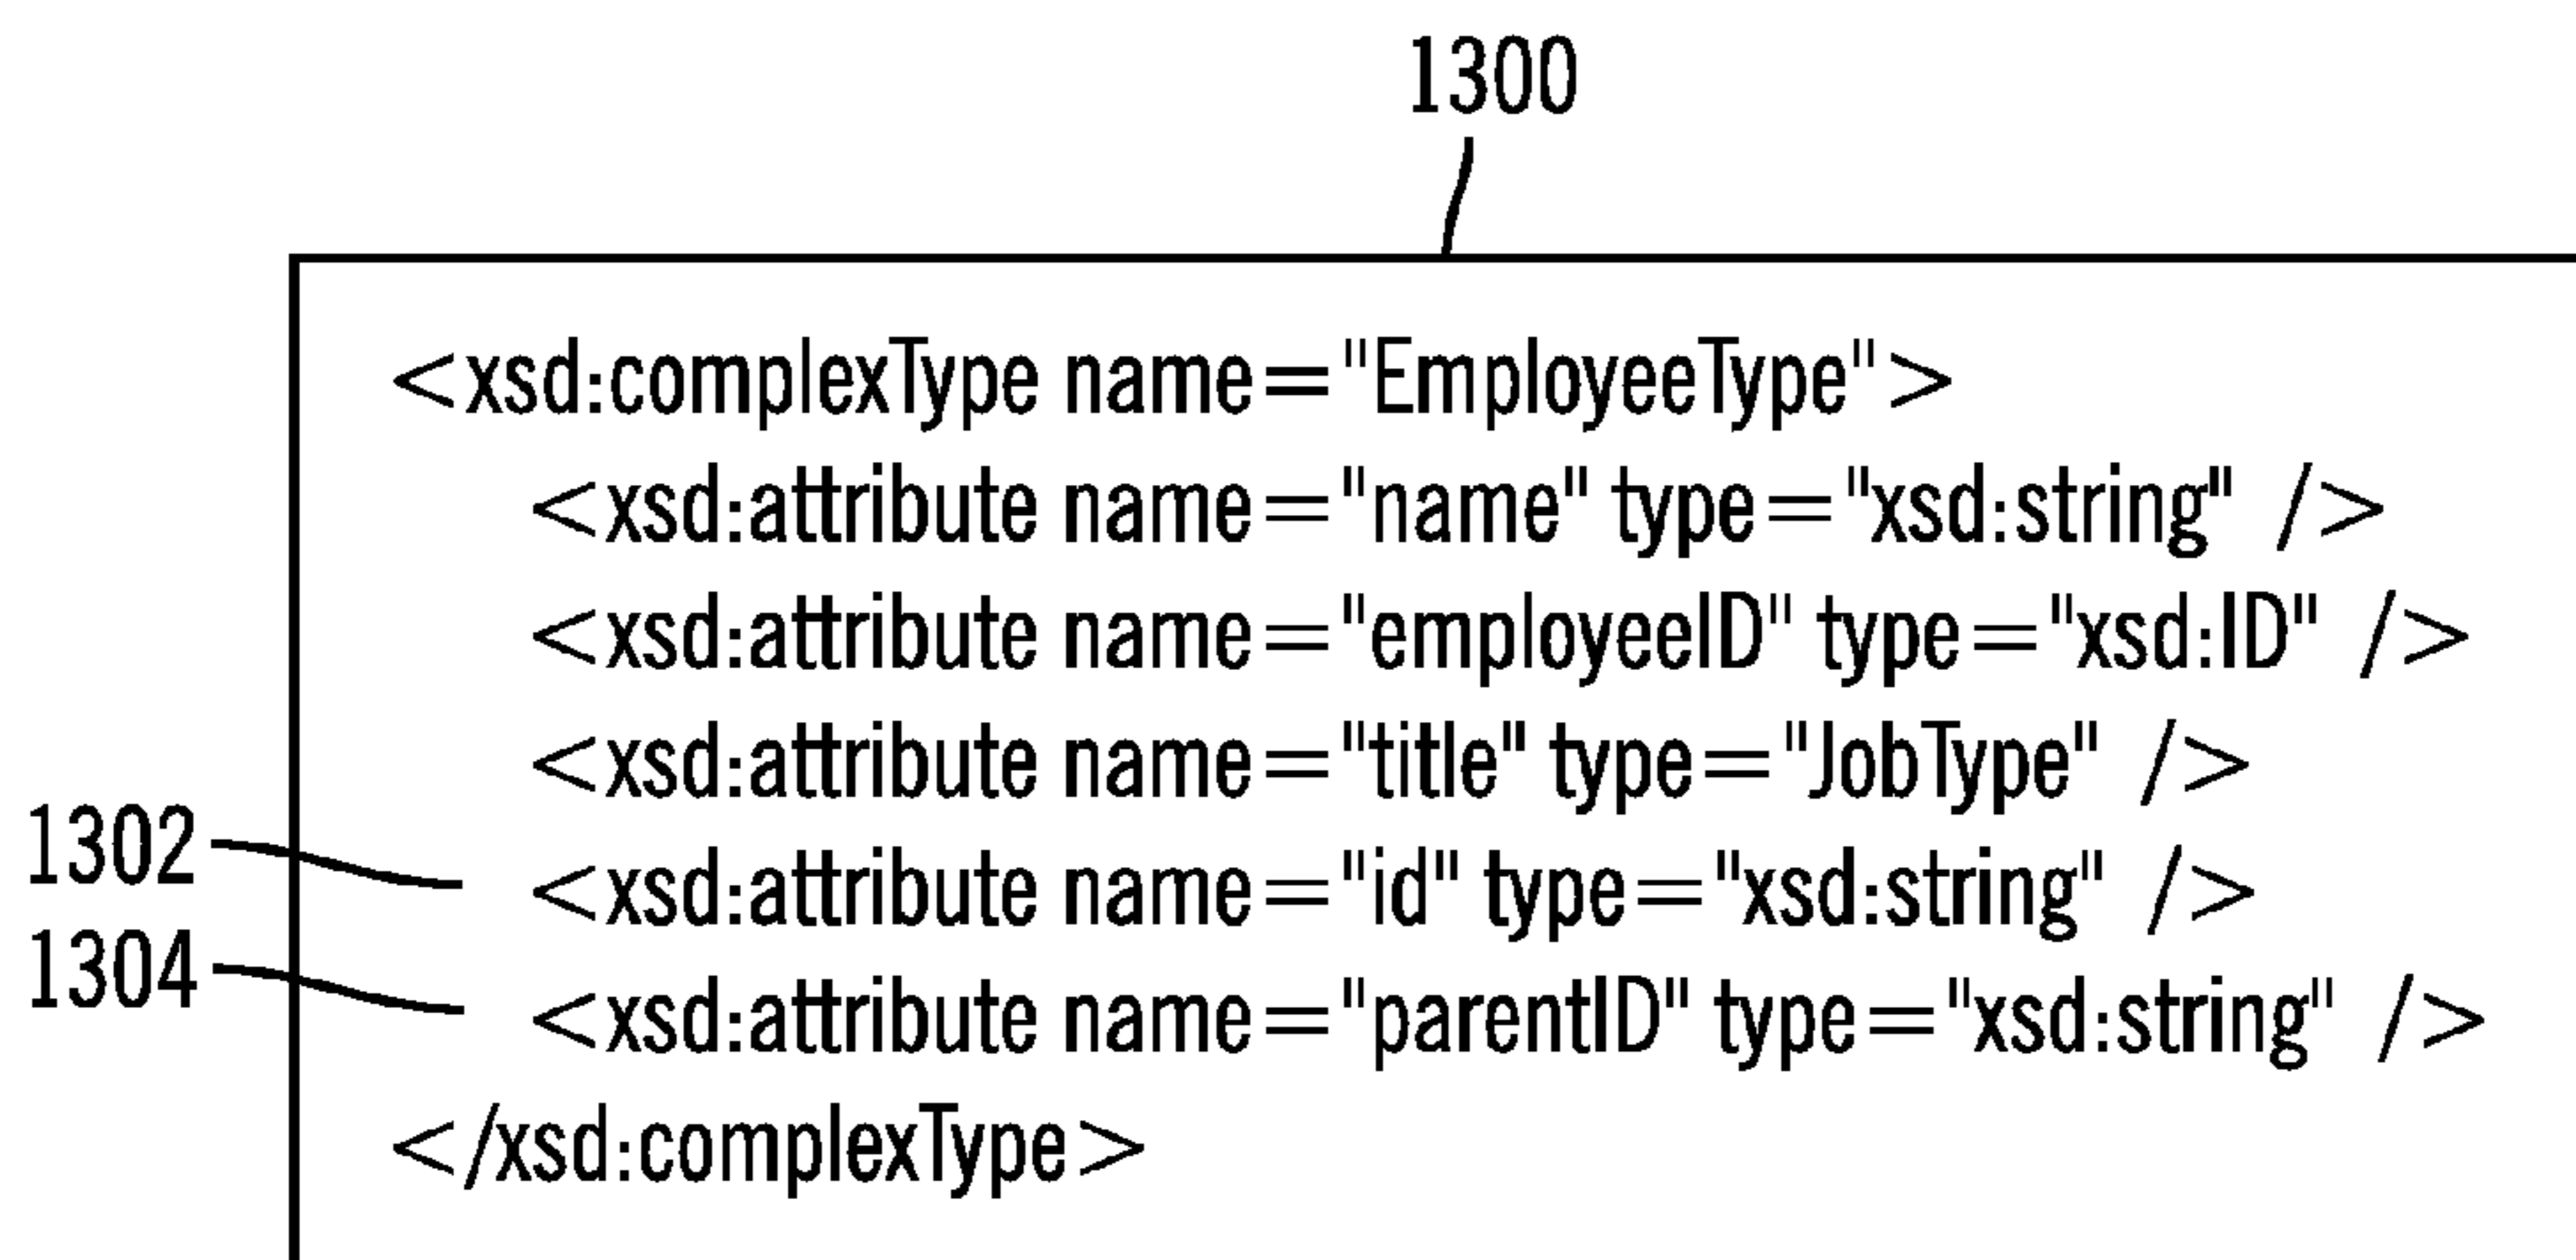 1300
<xsd:complexType name="EmployeeType">
<xsd:attribute name="name" type="xsd:string" />
<xsd:attribute name="employeeID" type="xsd:ID" />
<xsd:attribute name="title" type="JobType" />
1302 <xsd:attribute name="id" type="xsd:string" />
1304 <xsd:attribute name="parentID" type="xsd:string" />
</xsd:complexType>